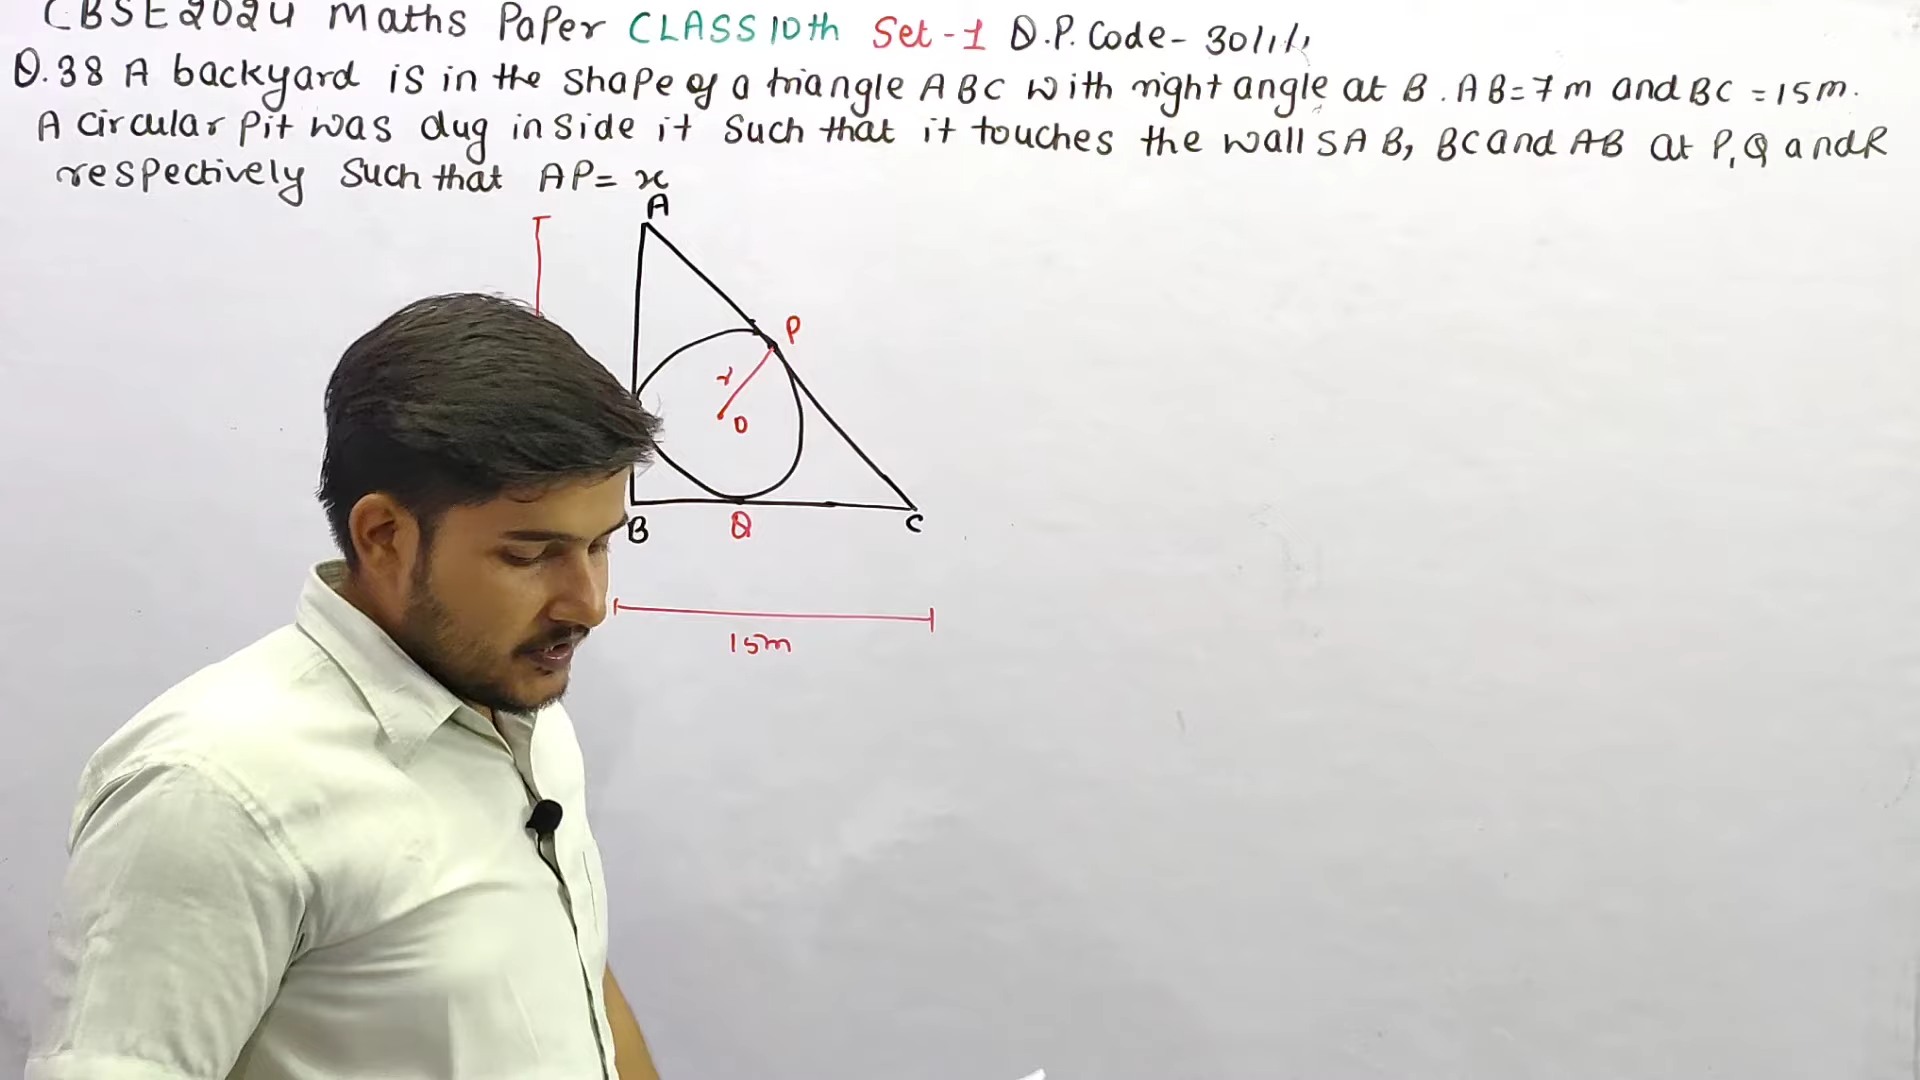 CBSE 2024 Maths Paper CLASS 10th Set-1 Q.P. Code- 30/1/1
Q.38 A backyard is in the shape of a triangle ABC with right angle at B. AB=7m and BC =15m.
A circular pit was dug inside it such that it touches the walls AB, BC and AB at P, Q and R
respectively such that AP= x
A
P
r
O
B
Q
C
15m